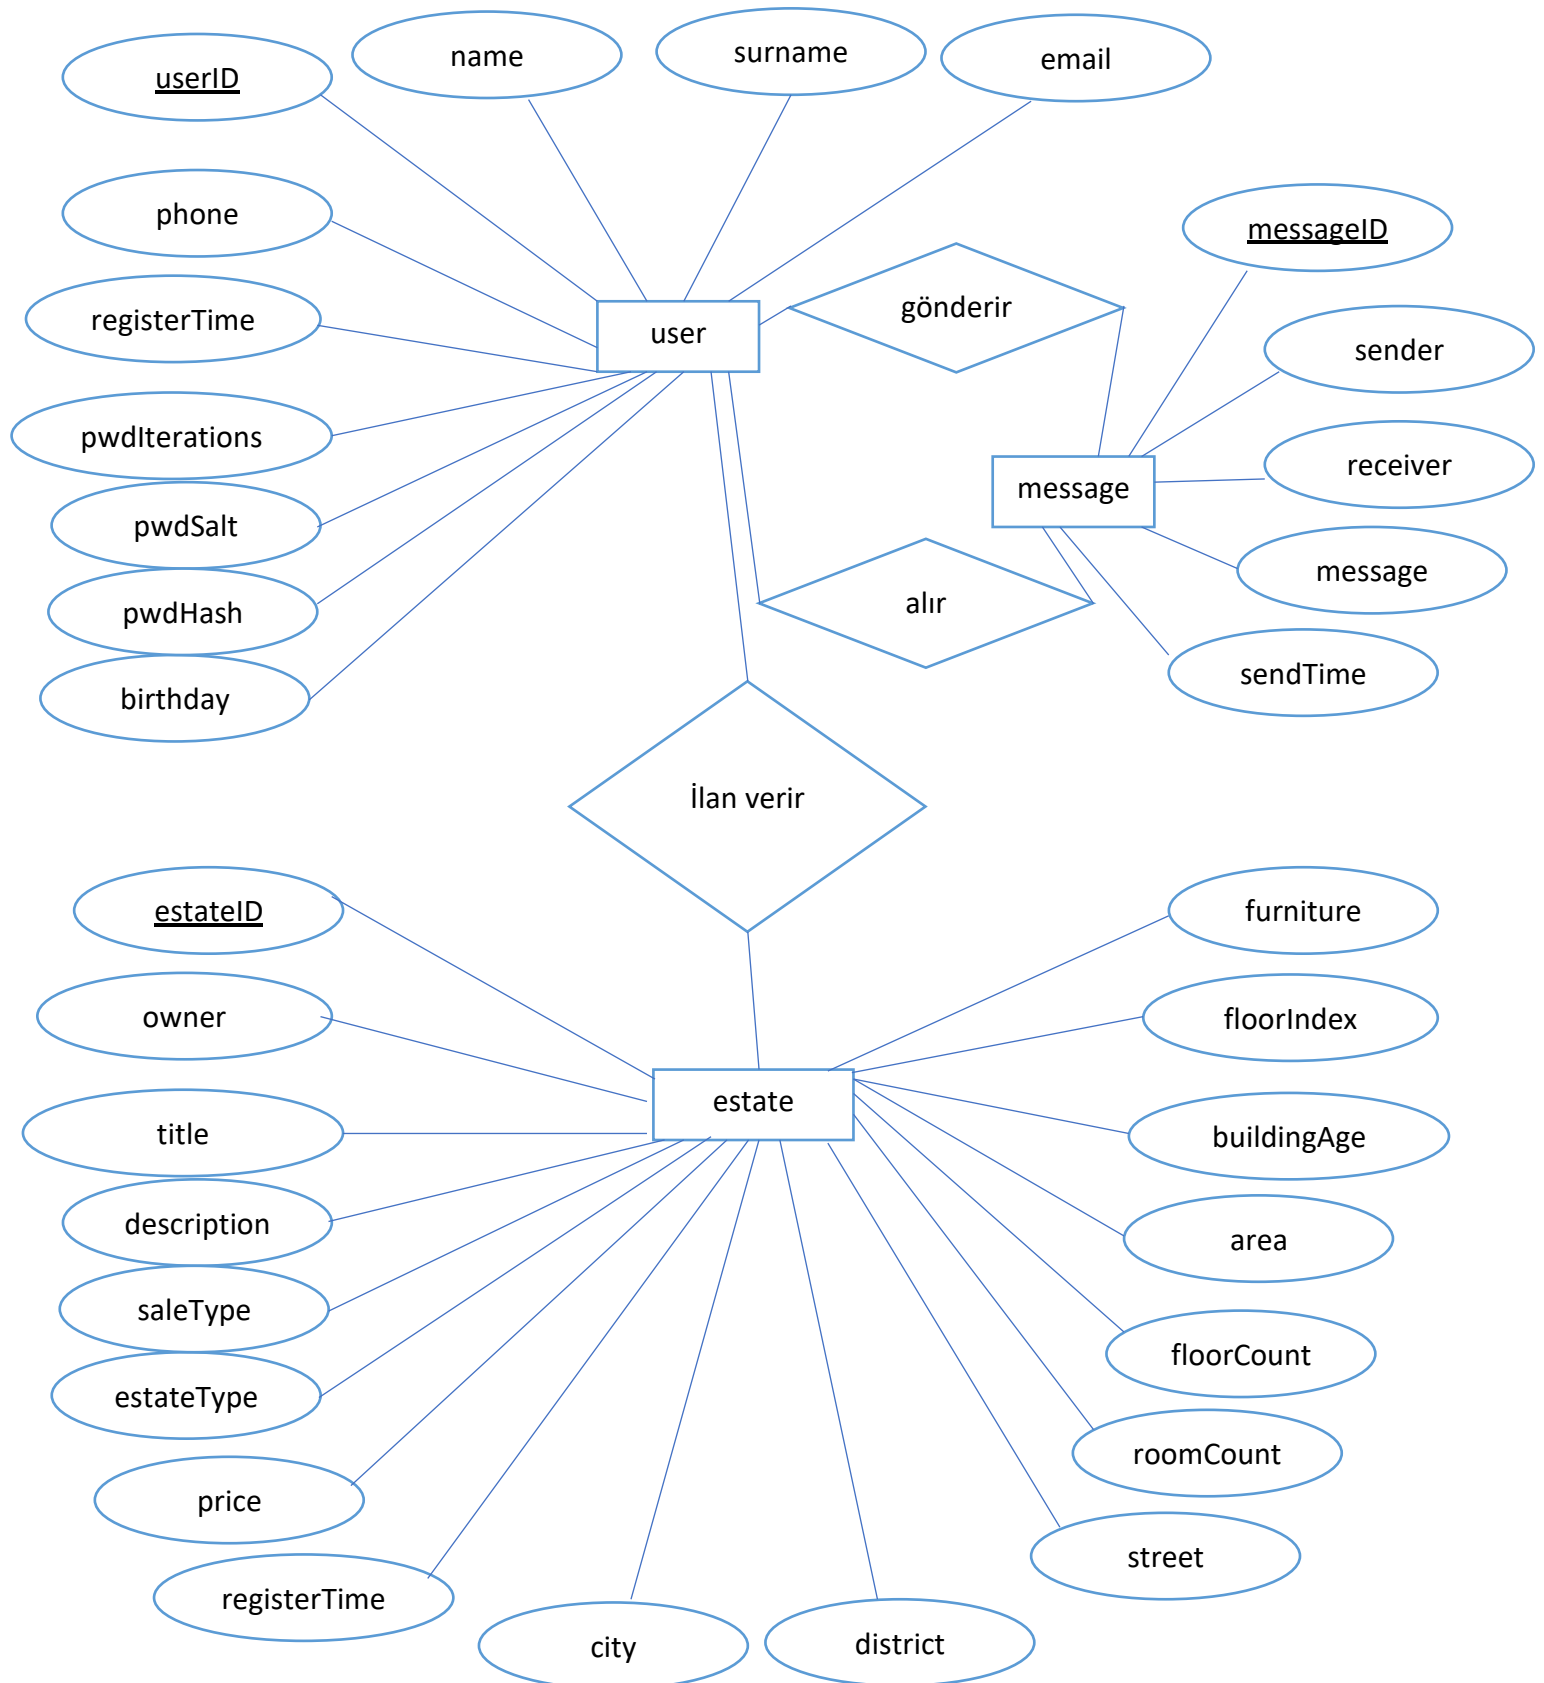 userID
name
surname
email
phone
messageID
registerTime
user
gönderir
sender
pwdIterations
receiver
message
pwdSalt
message
pwdHash
alır
sendTime
birthday
İlan verir
estateID
furniture
owner
floorIndex
estate
title
buildingAge
description
area
saleType
floorCount
estateType
roomCount
price
street
registerTime
city
district